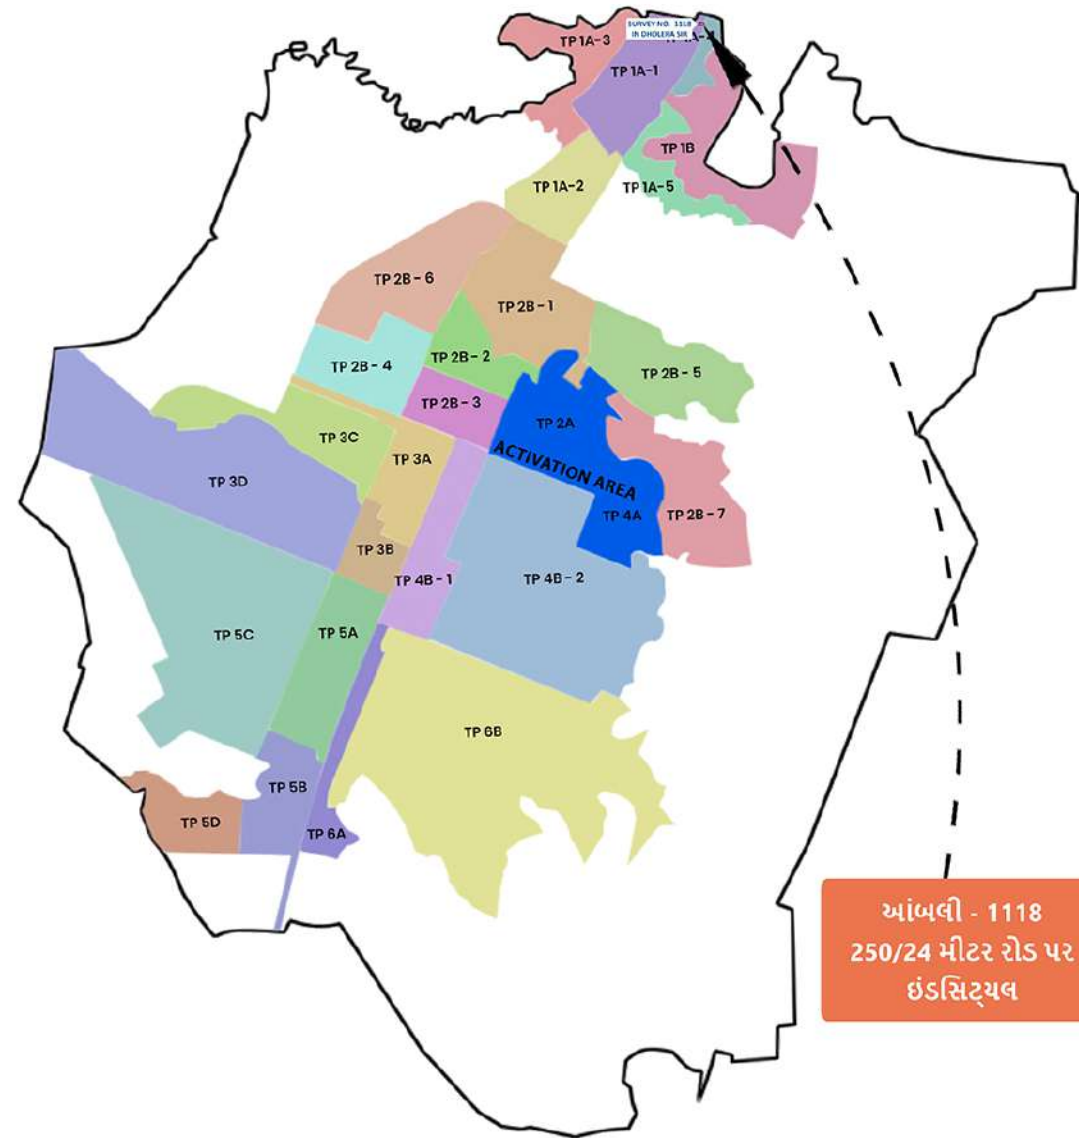 SURVEY NO. 1118
IN DHOLERA SIR
TP 1A-3
TP 1A-1
TP 1B
TP 1A-2
TP 1A-5
TP 2B - 6
TP 2B - 1
TP 2B - 2
TP 2B - 4
TP 2B - 5
TP 2B - 3
TP 2A
TP 3C
TP 3A
ACTIVATION AREA
TP 3D
TP 4A
TP 2B - 7
TP 3B
TP 4B - 1
TP 4B - 2
TP 5C
TP 5A
TP 6B
TP 5B
TP 5D
TP 6A
આંબલી - 1118
250/24 મીટર રોડ પર
ઇંડસિટ્યલ